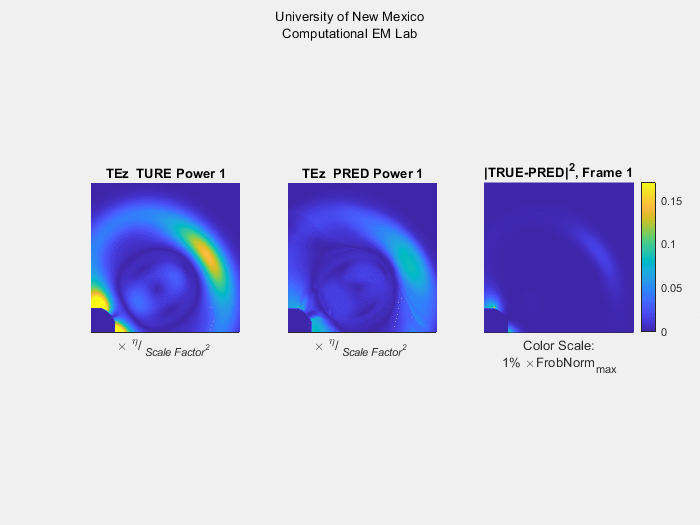 University of New Mexico
Computational EM Lab
TEz TURE Power 1
TEz PRED Power 1
|TRUE-PRED|², Frame 1
0.15
0.1
0.05
0
× η/ Scale Factor²
× η/ Scale Factor²
Color Scale:
1% ×FrobNormmax